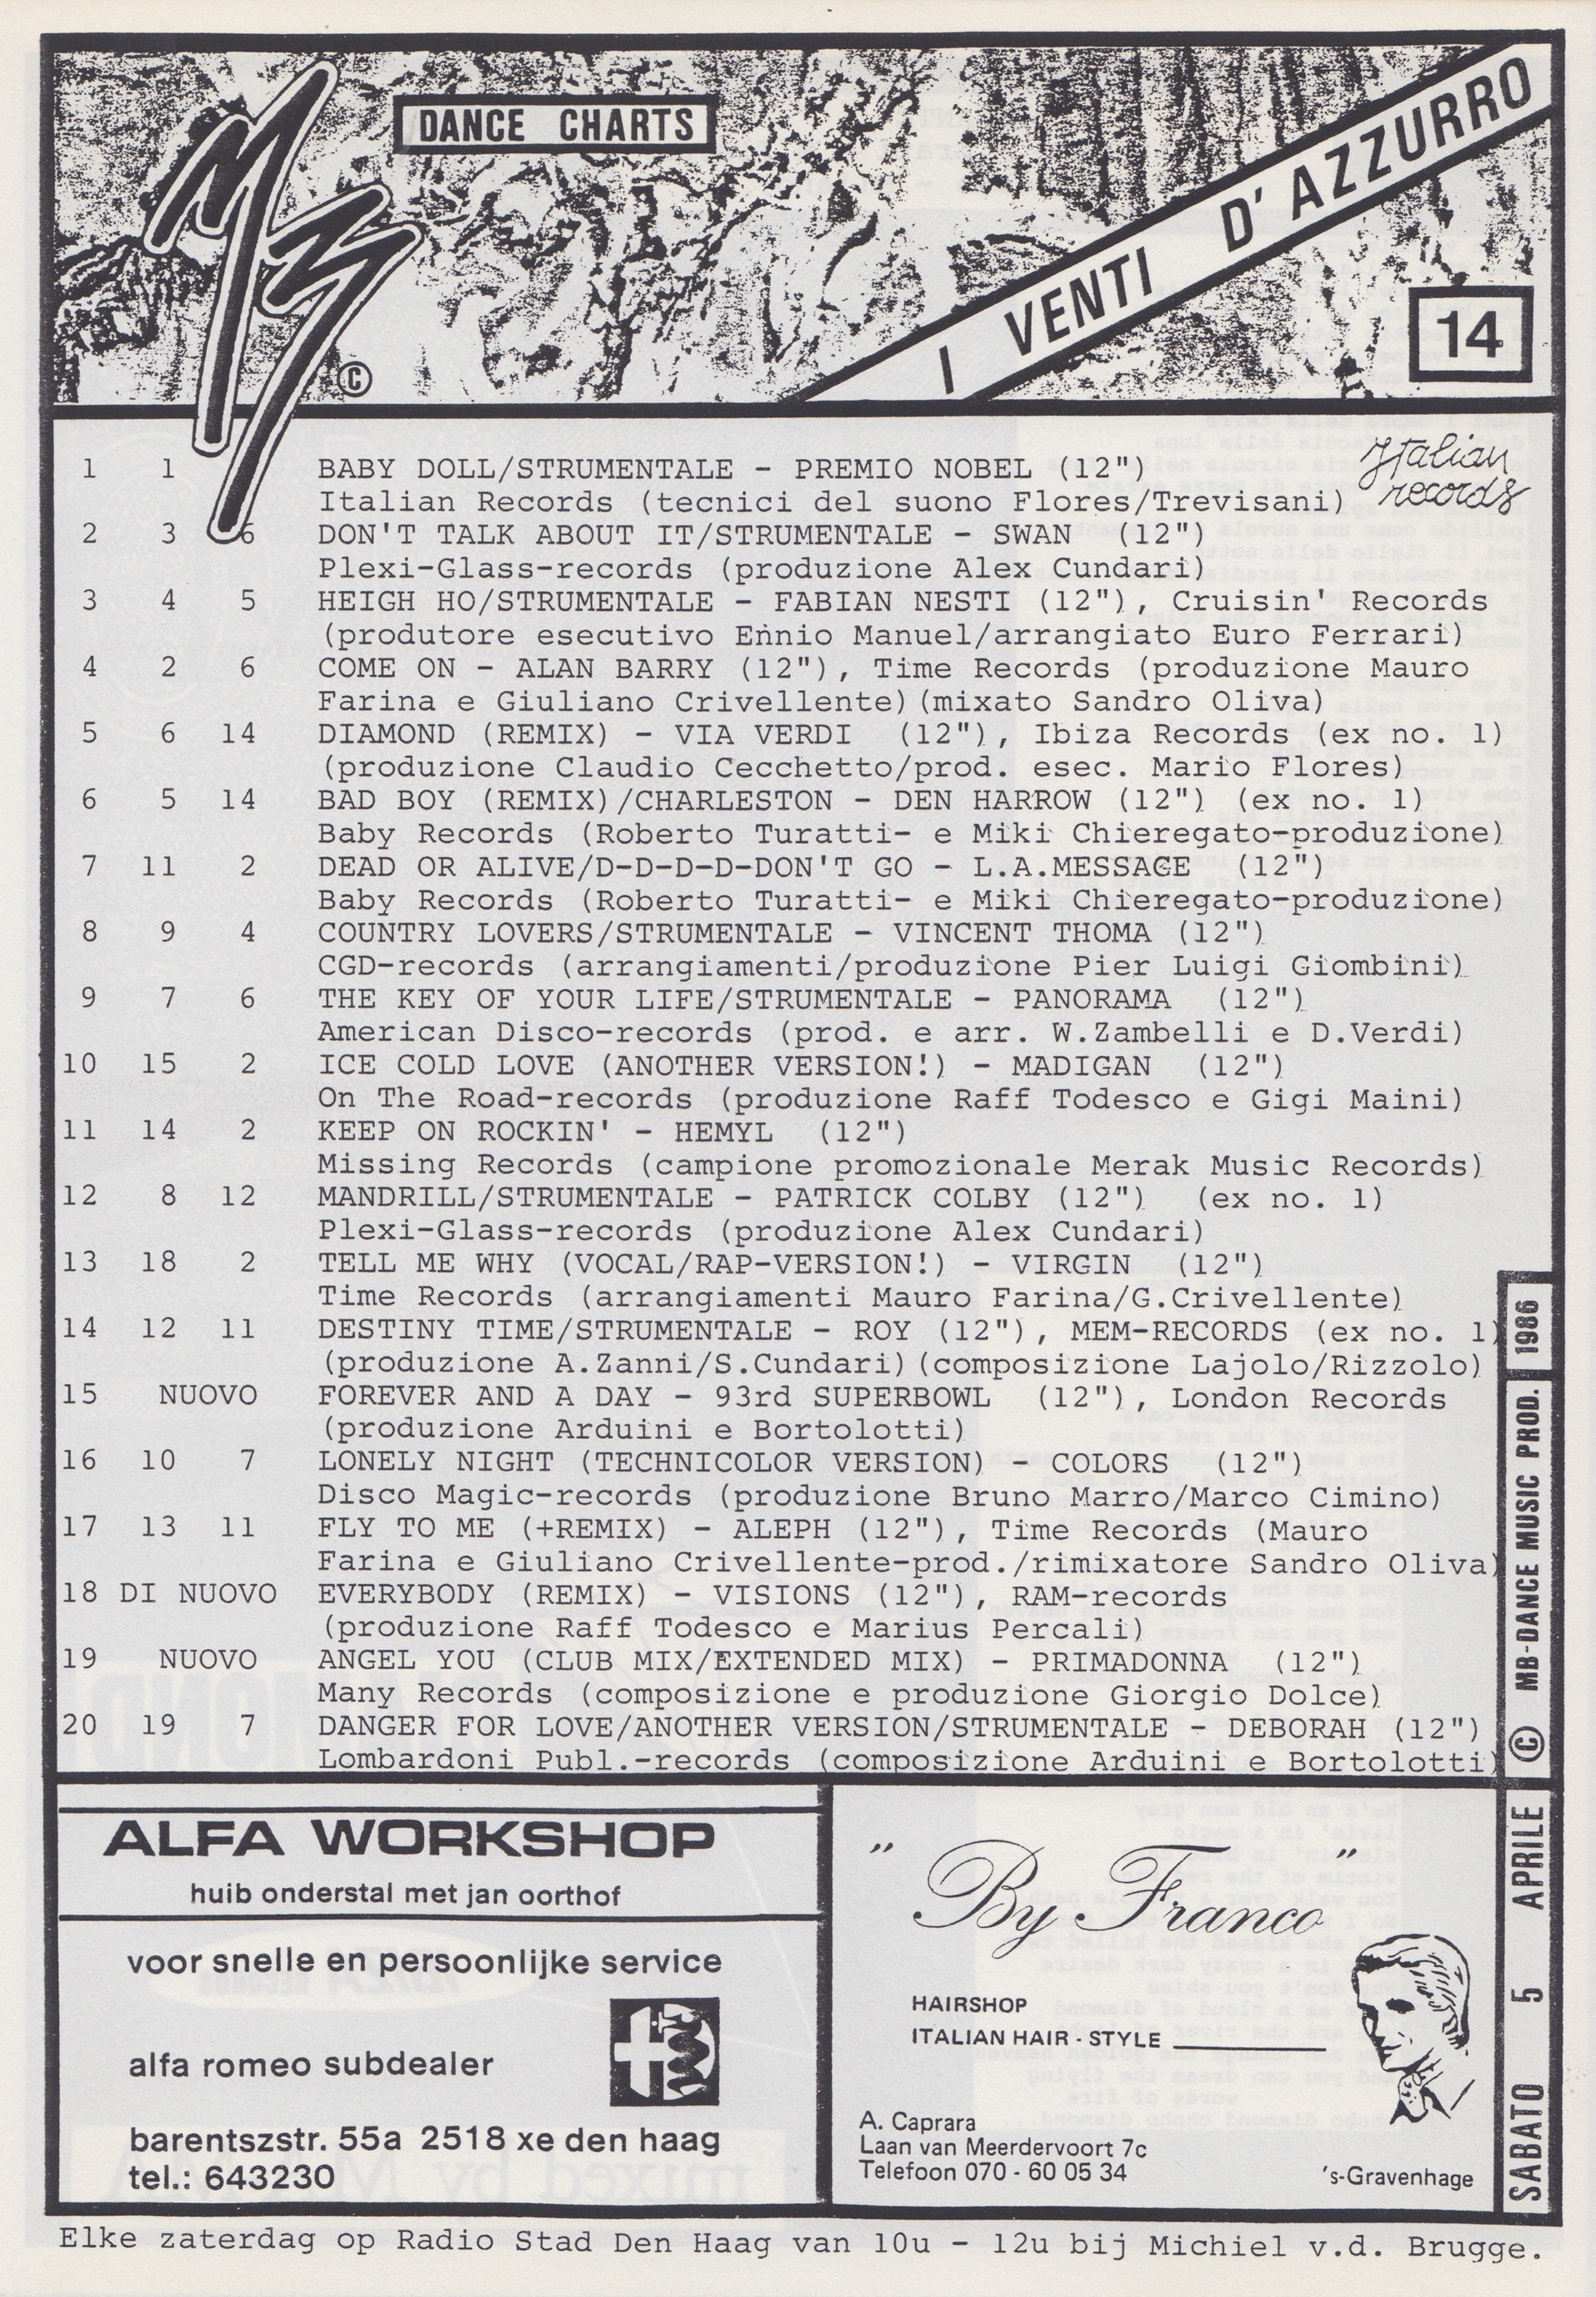 DANCE CHARTS
I VENTI D'AZZURRO
14
©
Italian
records
1 1 BABY DOLL/STRUMENTALE - PREMIO NOBEL (12")
Italian Records (tecnici del suono Flores/Trevisani)
2 3 6 DON'T TALK ABOUT IT/STRUMENTALE - SWAN (12")
Plexi-Glass-records (produzione Alex Cundari)
3 4 5 HEIGH HO/STRUMENTALE - FABIAN NESTI (12"), Cruisin' Records
(produtore esecutivo Ennio Manuel/arrangiato Euro Ferrari)
4 2 6 COME ON - ALAN BARRY (12"), Time Records (produzione Mauro
Farina e Giuliano Crivellente)(mixato Sandro Oliva)
5 6 14 DIAMOND (REMIX) - VIA VERDI (12"), Ibiza Records (ex no. 1)
(produzione Claudio Cecchetto/prod. esec. Mario Flores)
6 5 14 BAD BOY (REMIX)/CHARLESTON - DEN HARROW (12") (ex no. 1)
Baby Records (Roberto Turatti- e Miki Chieregato-produzione)
7 11 2 DEAD OR ALIVE/D-D-D-D-DON'T GO - L.A.MESSAGE (12")
Baby Records (Roberto Turatti- e Miki Chieregato-produzione)
8 9 4 COUNTRY LOVERS/STRUMENTALE - VINCENT THOMA (12")
CGD-records (arrangiamenti/produzione Pier Luigi Giombini)
9 7 6 THE KEY OF YOUR LIFE/STRUMENTALE - PANORAMA (12")
American Disco-records (prod. e arr. W.Zambelli e D.Verdi)
10 15 2 ICE COLD LOVE (ANOTHER VERSION!) - MADIGAN (12")
On The Road-records (produzione Raff Todesco e Gigi Maini)
11 14 2 KEEP ON ROCKIN' - HEMYL (12")
Missing Records (campione promozionale Merak Music Records)
12 8 12 MANDRILL/STRUMENTALE - PATRICK COLBY (12") (ex no. 1)
Plexi-Glass-records (produzione Alex Cundari)
13 18 2 TELL ME WHY (VOCAL/RAP-VERSION!) - VIRGIN (12")
Time Records (arrangiamenti Mauro Farina/G.Crivellente)
14 12 11 DESTINY TIME/STRUMENTALE - ROY (12"), MEM-RECORDS (ex no. 1)
(produzione A.Zanni/S.Cundari)(composizione Lajolo/Rizzolo)
15 NUOVO FOREVER AND A DAY - 93rd SUPERBOWL (12"), London Records
(produzione Arduini e Bortolotti)
16 10 7 LONELY NIGHT (TECHNICOLOR VERSION) - COLORS (12")
Disco Magic-records (produzione Bruno Marro/Marco Cimino)
17 13 11 FLY TO ME (+REMIX) - ALEPH (12"), Time Records (Mauro
Farina e Giuliano Crivellente-prod./rimixatore Sandro Oliva)
18 DI NUOVO EVERYBODY (REMIX) - VISIONS (12"), RAM-records
(produzione Raff Todesco e Marius Percali)
19 NUOVO ANGEL YOU (CLUB MIX/EXTENDED MIX) - PRIMADONNA (12")
Many Records (composizione e produzione Giorgio Dolce)
20 19 7 DANGER FOR LOVE/ANOTHER VERSION/STRUMENTALE - DEBORAH (12")
Lombardoni Publ.-records (composizione Arduini e Bortolotti)
SABATO 5 APRILE © MB-DANCE MUSIC PROD. 1986
ALFA WORKSHOP
huib onderstal met jan oorthof
voor snelle en persoonlijke service
alfa romeo subdealer
barentszstr. 55a 2518 xe den haag
tel.: 643230
" By Franco "
HAIRSHOP
ITALIAN HAIR - STYLE
A. Caprara
Laan van Meerdervoort 7c
Telefoon 070 - 60 05 34
's-Gravenhage
Elke zaterdag op Radio Stad Den Haag van 10u - 12u bij Michiel v.d. Brugge.